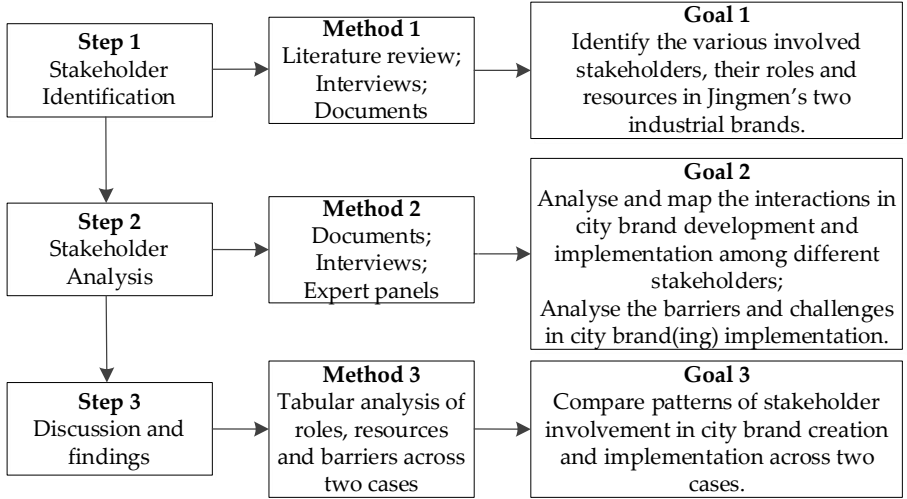 Step 1
Stakeholder
Identification
Method 1
Literature review;
Interviews;
Documents
Goal 1
Identify the various involved
stakeholders, their roles and
resources in Jingmen's two
industrial brands.
Step 2
Stakeholder
Analysis
Method 2
Documents;
Interviews;
Expert panels
Goal 2
Analyse and map the interactions in
city brand development and
implementation among different
stakeholders;
Analyse the barriers and challenges
in city brand(ing) implementation.
Step 3
Discussion and
findings
Method 3
Tabular analysis of
roles, resources
and barriers across
two cases
Goal 3
Compare patterns of stakeholder
involvement in city brand creation
and implementation across two
cases.